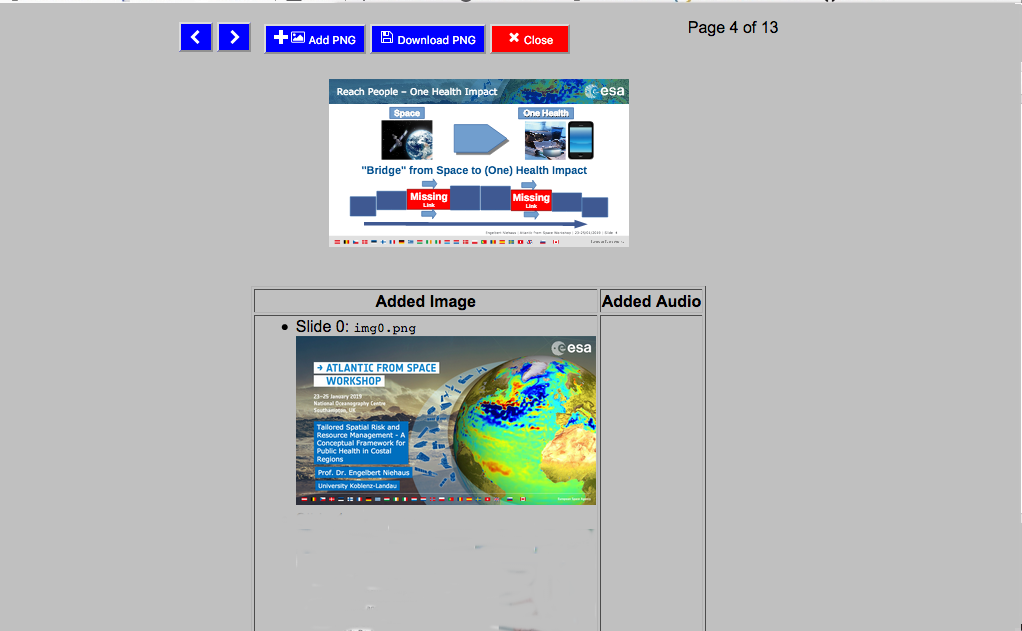 Page 4 of 13
Add PNG
Download PNG
Close
Reach People – One Health Impact
esa
Space
One Health
"Bridge" from Space to (One) Health Impact
Missing
Link
Missing
Link
Engelbert Niehaus - Atlantic from Space Workshop - 23-25/01/2019 - Slide 4
Added Image
Added Audio
Slide 0: img0.png
esa
→ ATLANTIC FROM SPACE
WORKSHOP
23–25 January 2019
National Oceanography Centre
Southampton, UK
Tailored Spatial Risk and
Resource Management - A
Conceptual Framework for
Public Health in Costal
Regions
Prof. Dr. Engelbert Niehaus
University Koblenz-Landau
European Space Agency